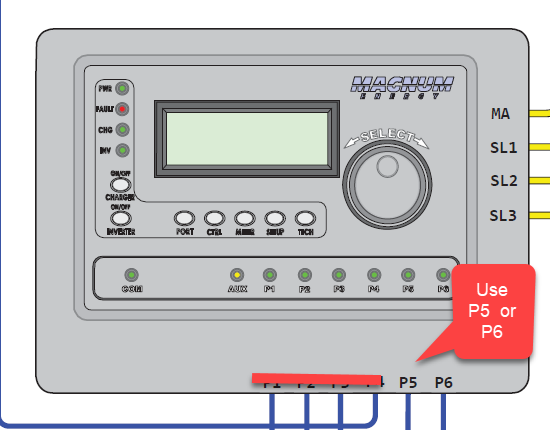 MAGNUM
ENERGY
PWR
FAULT
CHG
INV
SELECT
ON/OFF
CHARGER
ON/OFF
INVERTER
PORT
CTRL
METER
SETUP
TECH
COM
AUX
P1
P2
P3
P4
P5
P6
MA
SL1
SL2
SL3
Use
P5 or
P6
P1 P2 P3 P4 P5 P6